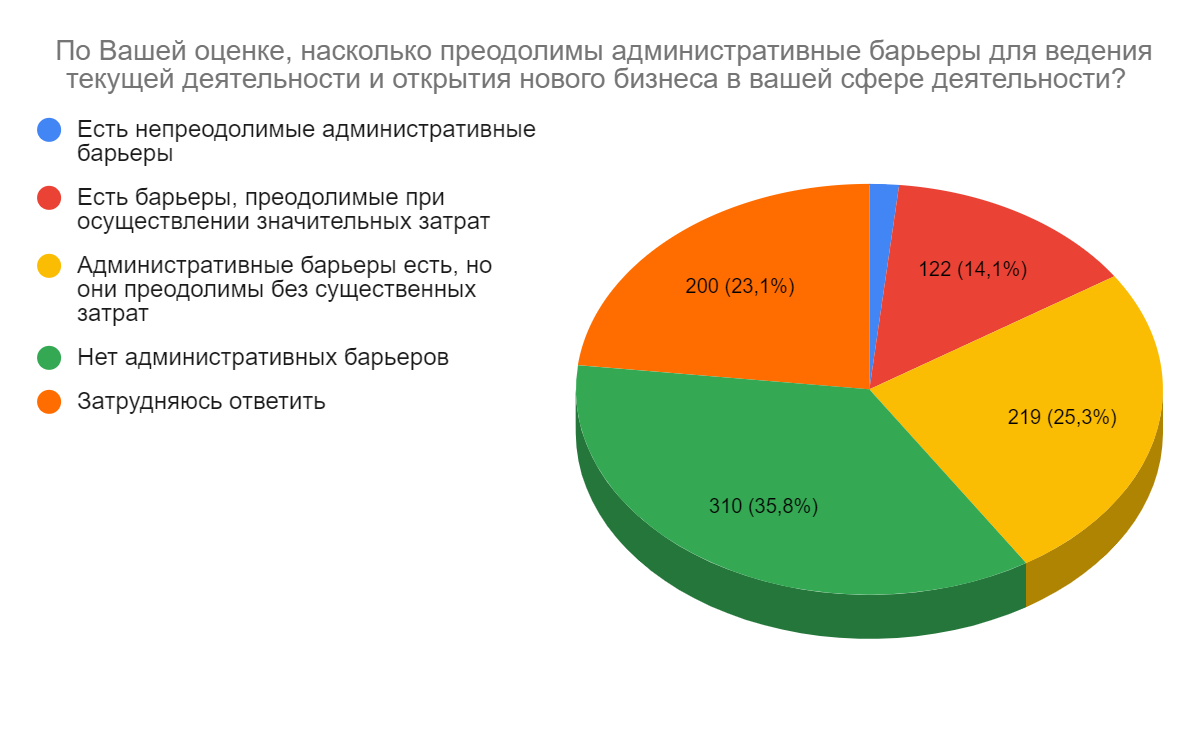 По Вашей оценке, насколько преодолимы административные барьеры для ведения
текущей деятельности и открытия нового бизнеса в вашей сфере деятельности?
Есть непреодолимые административные
барьеры
Есть барьеры, преодолимые при
осуществлении значительных затрат
Административные барьеры есть, но
они преодолимы без существенных
затрат
Нет административных барьеров
Затрудняюсь ответить
200 (23,1%)
122 (14,1%)
219 (25,3%)
310 (35,8%)